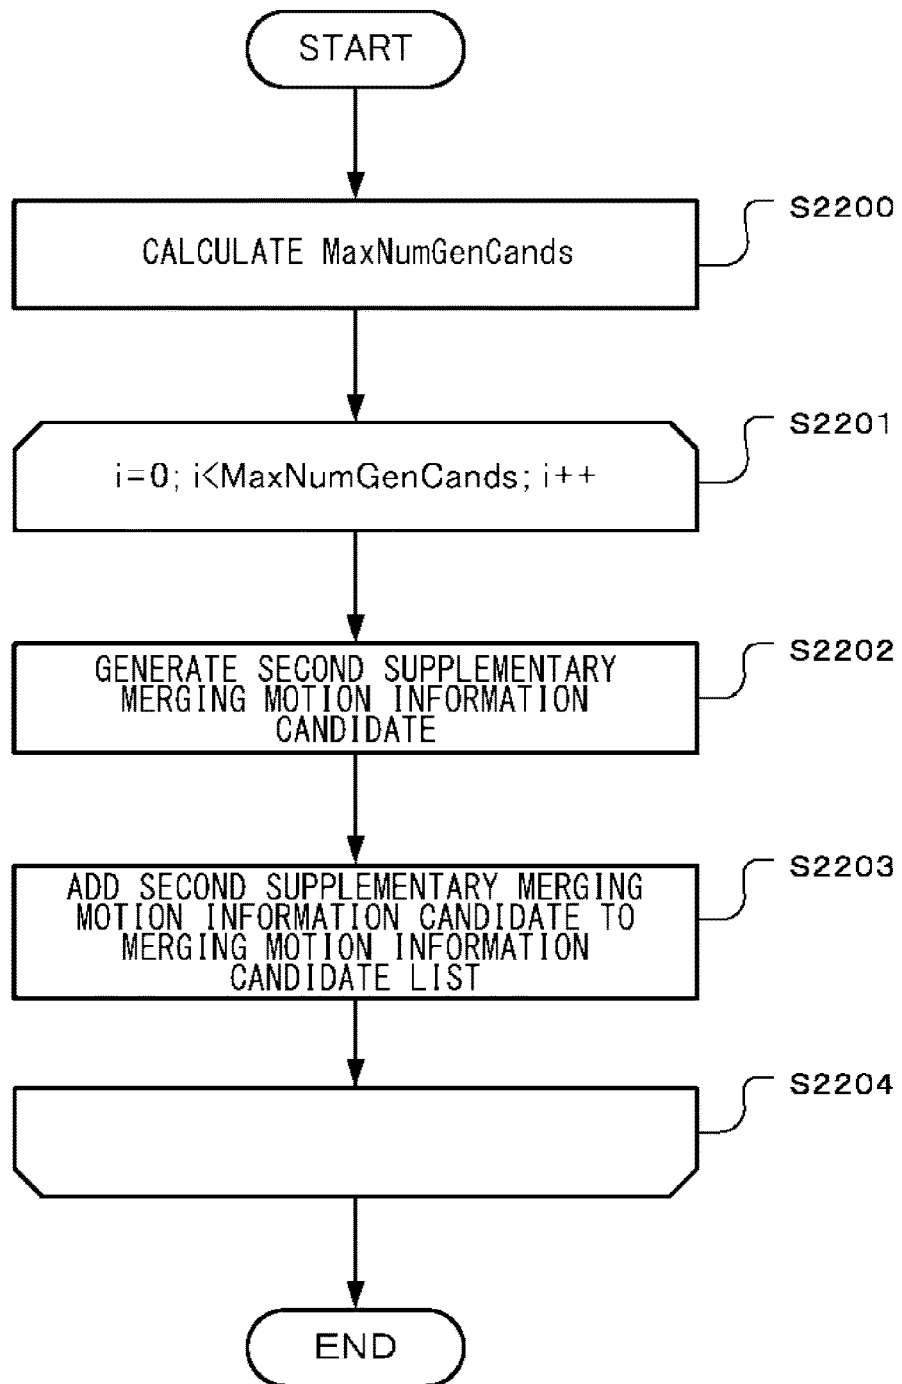 START
CALCULATE MaxNumGenCands
S2200
i=0; i<MaxNumGenCands; i++
S2201
GENERATE SECOND SUPPLEMENTARY
MERGING MOTION INFORMATION
CANDIDATE
S2202
ADD SECOND SUPPLEMENTARY MERGING
MOTION INFORMATION CANDIDATE TO
MERGING MOTION INFORMATION
CANDIDATE LIST
S2203
S2204
END